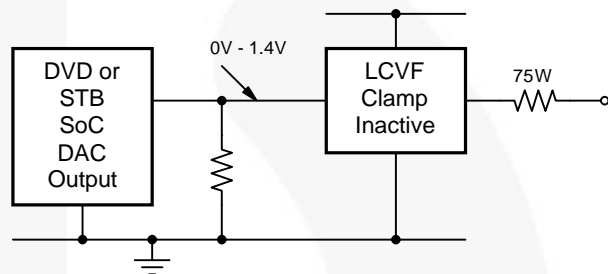 0V - 1.4V
DVD or
STB
SoC
DAC
Output
LCVF
Clamp
Inactive
75W